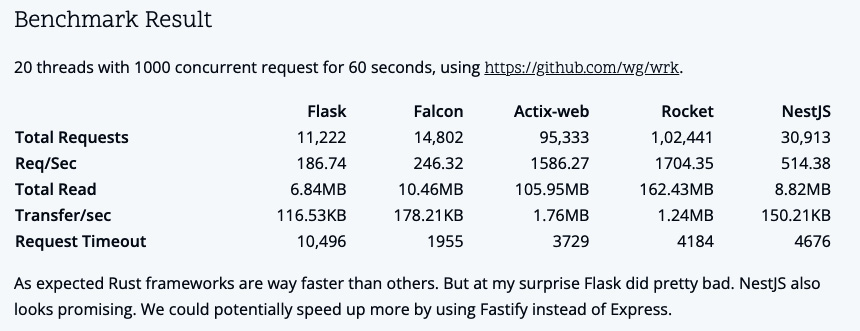 Benchmark Result
20 threads with 1000 concurrent request for 60 seconds, using https://github.com/wg/wrk.
Flask Falcon Actix-web Rocket NestJS
Total Requests 11,222 14,802 95,333 1,02,441 30,913
Req/Sec 186.74 246.32 1586.27 1704.35 514.38
Total Read 6.84MB 10.46MB 105.95MB 162.43MB 8.82MB
Transfer/sec 116.53KB 178.21KB 1.76MB 1.24MB 150.21KB
Request Timeout 10,496 1955 3729 4184 4676
As expected Rust frameworks are way faster than others. But at my surprise Flask did pretty bad. NestJS also
looks promising. We could potentially speed up more by using Fastify instead of Express.